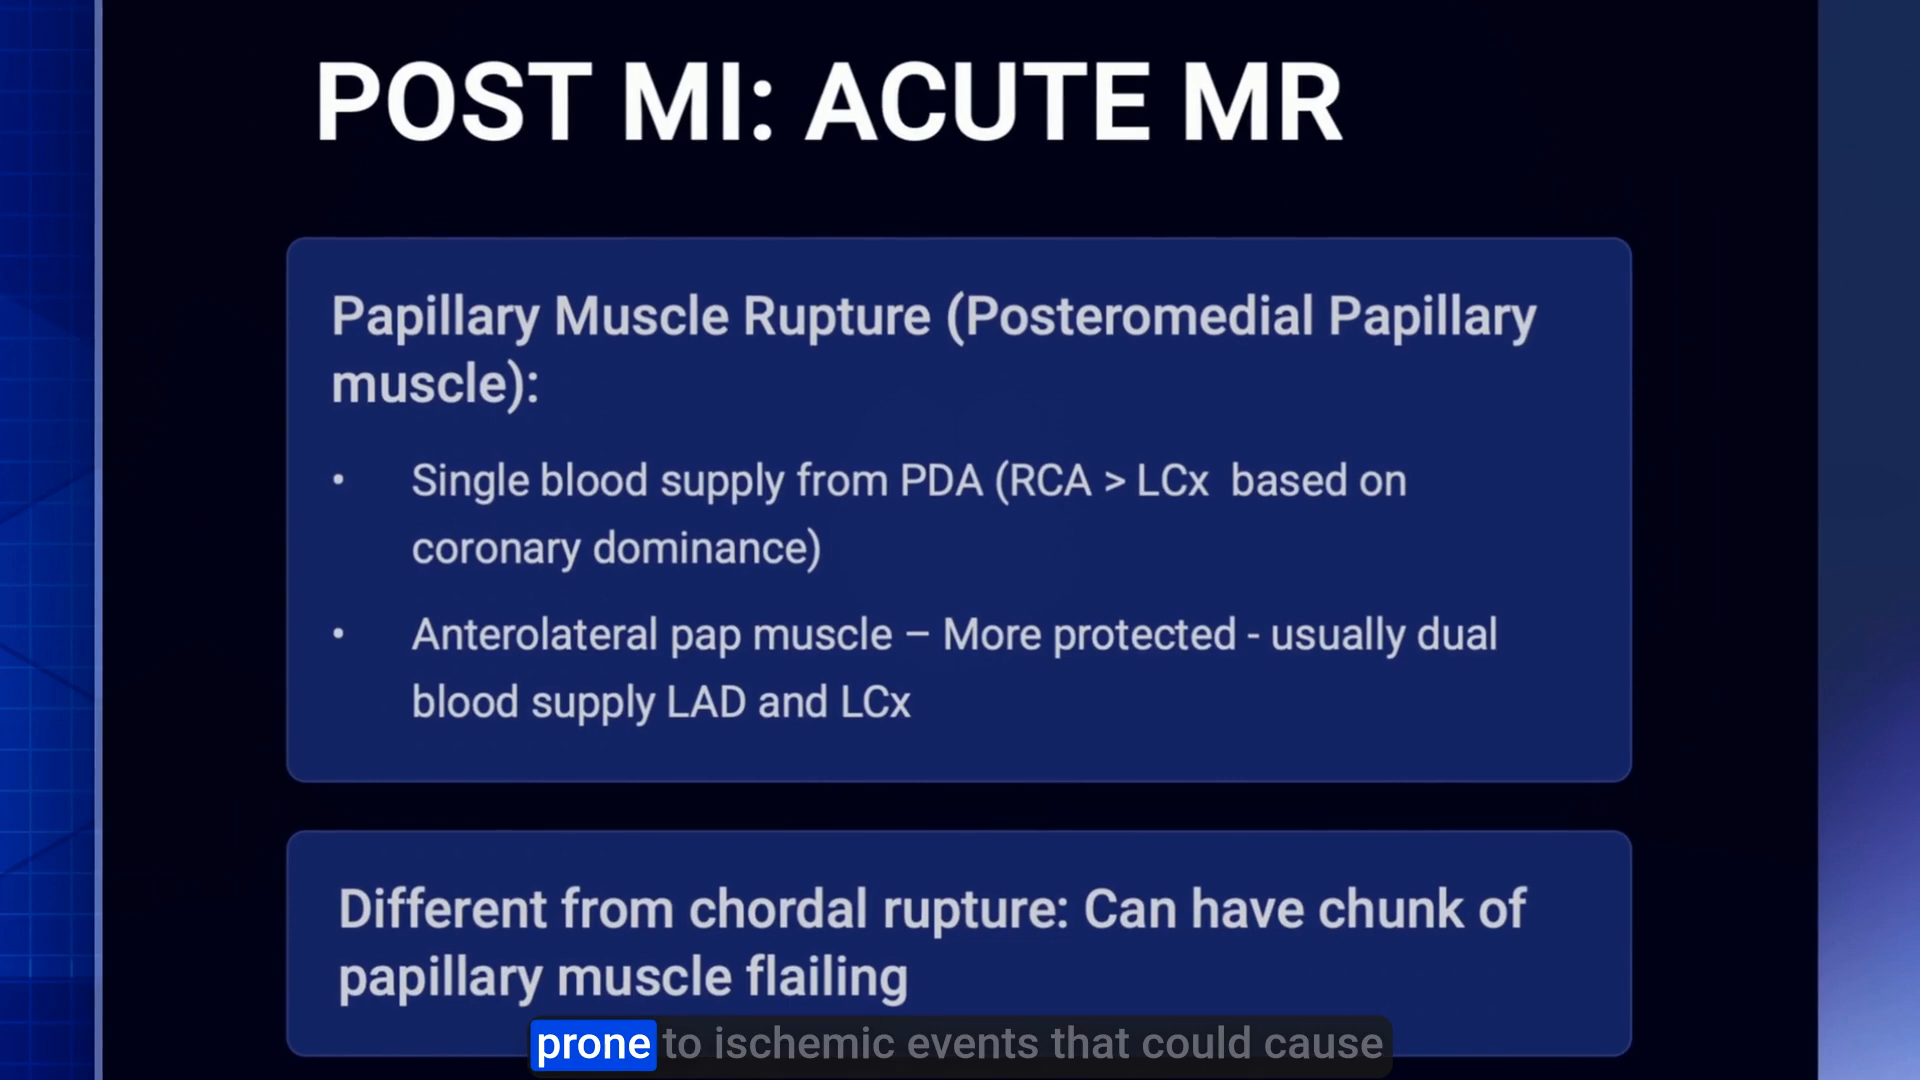 POST MI: ACUTE MR
Papillary Muscle Rupture (Posteromedial Papillary
muscle):
• Single blood supply from PDA (RCA > LCx based on
coronary dominance)
• Anterolateral pap muscle – More protected - usually dual
blood supply LAD and LCx
Different from chordal rupture: Can have chunk of
papillary muscle flailing
prone to ischemic events that could cause